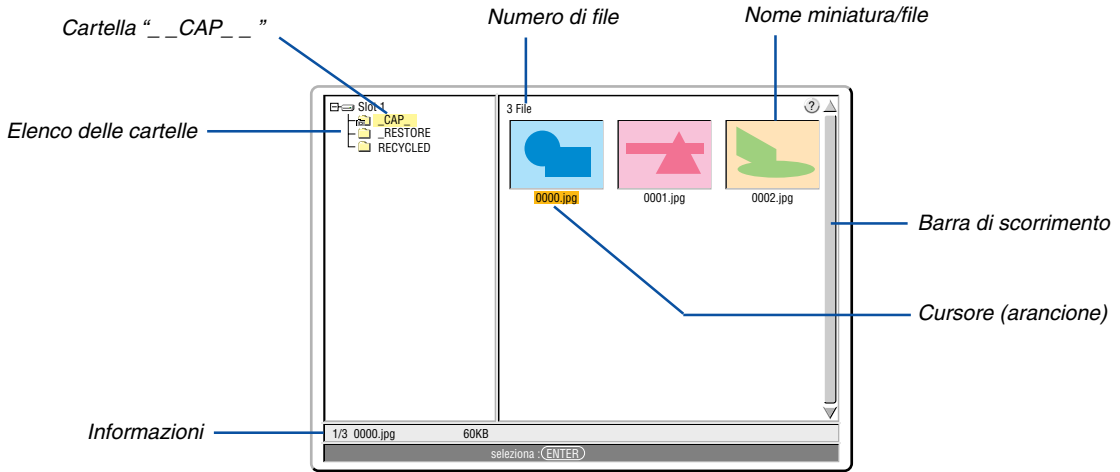 Cartella “_ _CAP_ _ ”
Numero di file
Nome miniatura/file
Elenco delle cartelle
Slot 1
_CAP_
_RESTORE
RECYCLED
3 File
?
0000.jpg
0001.jpg
0002.jpg
Barra di scorrimento
Cursore (arancione)
Informazioni
1/3 0000.jpg 60KB
seleziona :ENTER